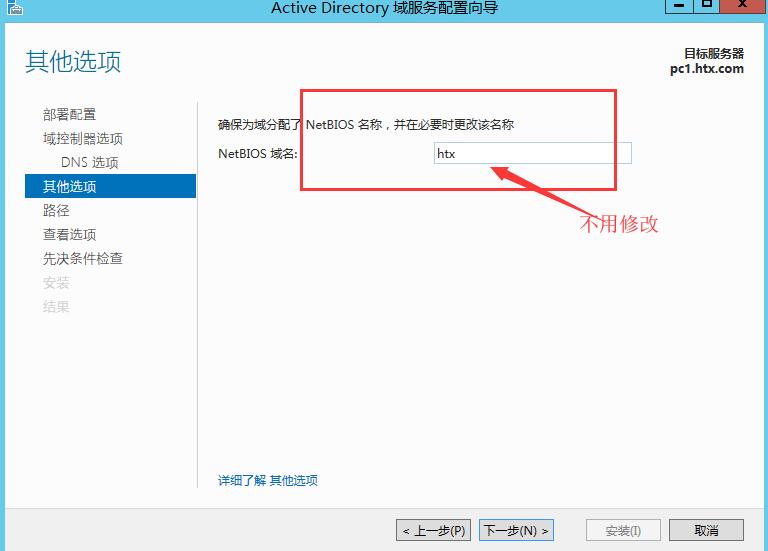 Active Directory 域服务配置向导
其他选项
目标服务器
pc1.htx.com
部署配置
域控制器选项
DNS 选项
其他选项
路径
查看选项
先决条件检查
安装
结果
确保为域分配了 NetBIOS 名称，并在必要时更改该名称
NetBIOS 域名:
htx
不用修改
详细了解 其他选项
< 上一步(P)
下一步(N) >
安装(I)
取消